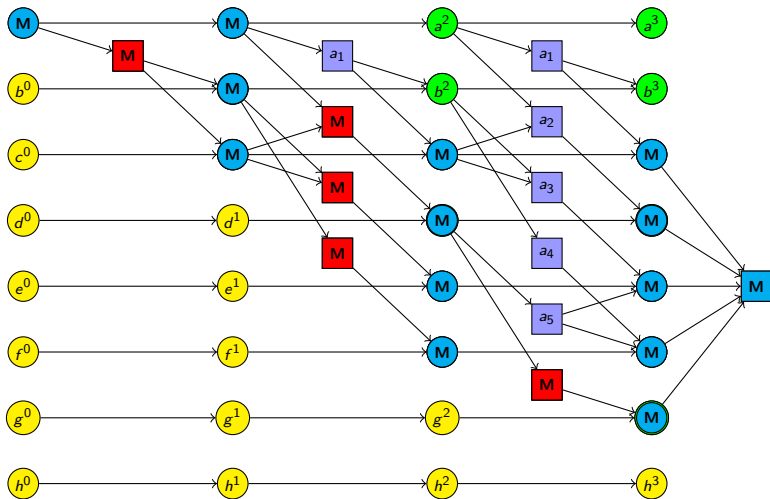 M M a² a³
M a₁ a₁
b⁰ M b² b³
M a₂
c⁰ M M M
M a₃
d⁰ d¹ M M
M a₄
e⁰ e¹ M M M
a₅
f⁰ f¹ M M
M
g⁰ g¹ g² M
h⁰ h¹ h² h³